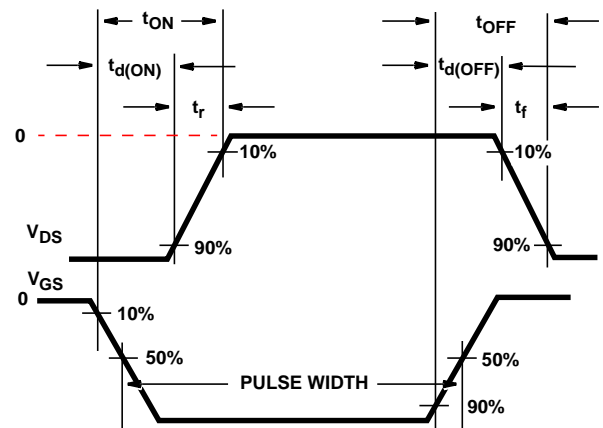 tON
tOFF
td(ON)
td(OFF)
tr
tf
0
10%
10%
VDS
90%
90%
VGS
0
10%
50%
50%
PULSE WIDTH
90%